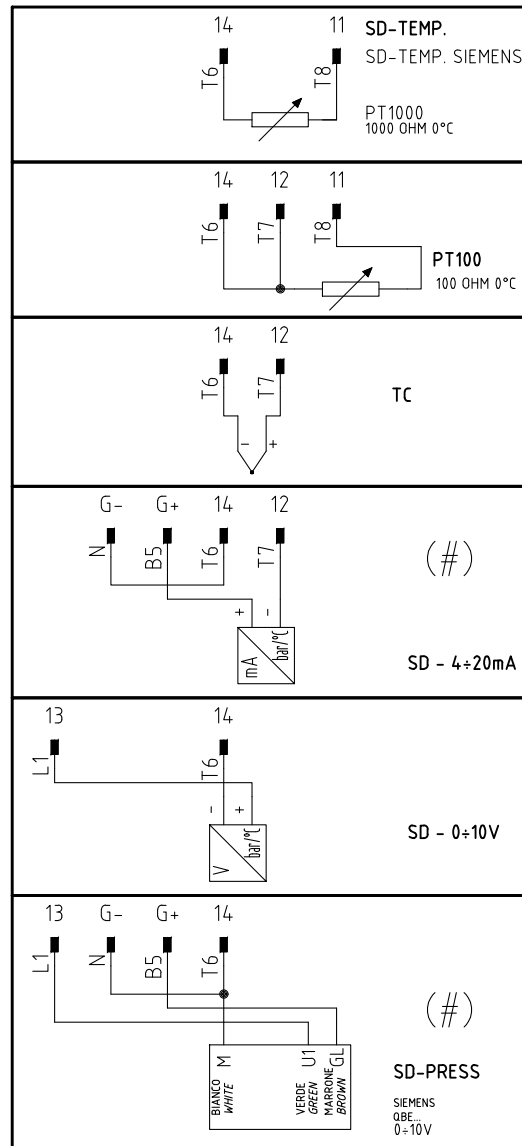 14 11 SD-TEMP.
SD-TEMP. SIEMENS
T6 T8
PT1000
1000 OHM 0°C
14 12 11
T6 T7 T8
PT100
100 OHM 0°C
14 12
T6 T7
TC
- +
G- G+ 14 12
N B5 T6 T7
(#)
+ -
mA bar/°C
SD - 4÷20mA
13 14
L1 T6
- +
SD - 0÷10V
V bar/°C
13 G- G+ 14
L1 N B5 T6
(#)
M U1 GL
BIANCO VERDE MARRONE
WHITE GREEN BROWN
SD-PRESS
SIEMENS
QBE...
0÷10V